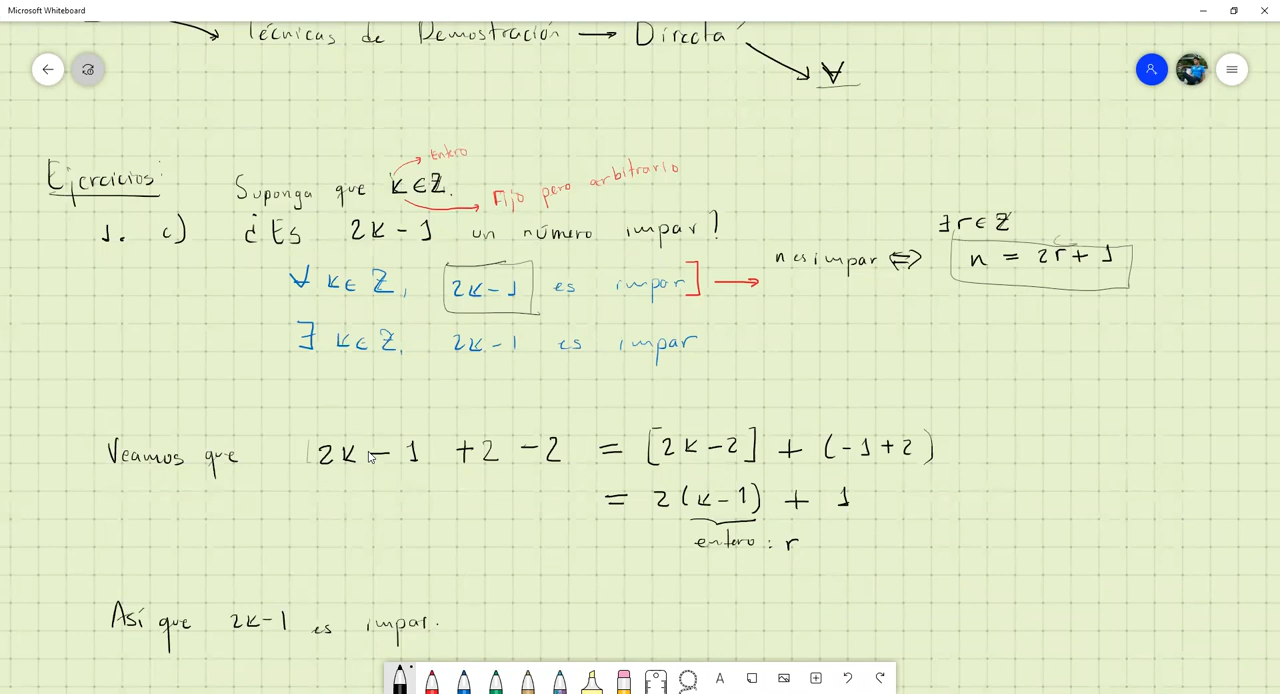 Microsoft Whiteboard
Técnicas de Demostración → Directa
∀
Ejercicios:
Entero
Suponga que k∈Z.
Fijo pero arbitrario
1. c) ¿Es 2k-1 un número impar?
∃r∈Z
n es impar ⇔ n = 2r+1
∀ k∈Z, 2k-1 es impar] →
∃ k∈Z, 2k-1 es impar
Veamos que 2k-1 +2 -2 = [2k-2] + (-1+2)
= 2(k-1) + 1
entero : r
Así que 2k-1 es impar.
A